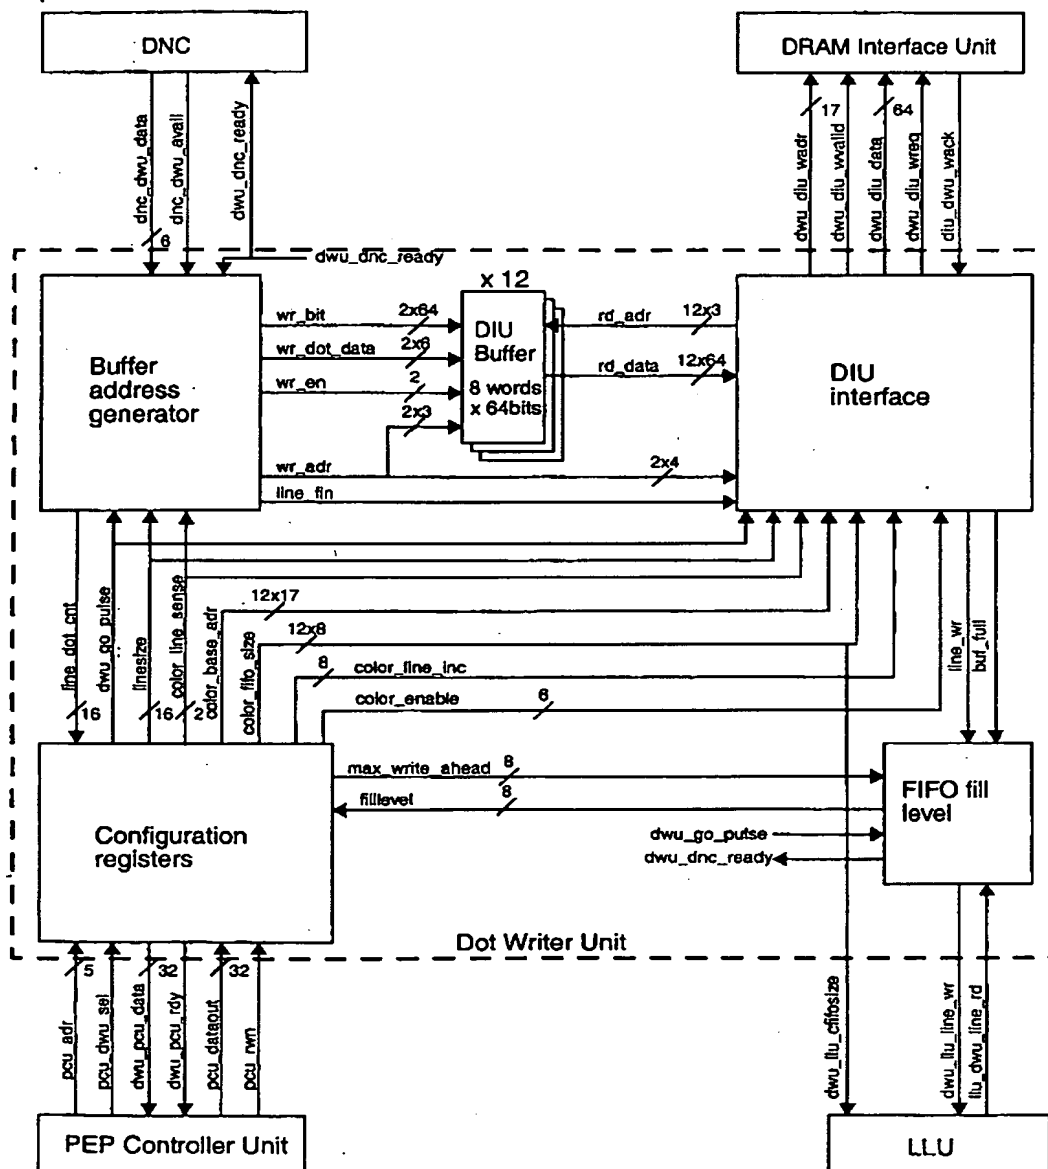 DNC
DRAM Interface Unit
dnc_dwu_data
dnc_dwu_avail
dwu_dnc_ready
6
dwu_diu_wadr
17
dwu_diu_wvalid
dwu_diu_data
64
dwu_diu_wreq
diu_dwu_wack
dwu_dnc_ready
x 12
Buffer
address
generator
wr_bit
2x64
wr_dot_data
2x6
wr_en
2
2x3
wr_adr
2x4
line_fin
DIU
Buffer
8 words
x 64bits
rd_adr
12x3
rd_data
12x64
DIU
interface
line_dot_cnt
16
dwu_go_pulse
linesize
16
color_line_sense
2
color_base_adr
12x17
color_fifo_size
12x8
8
color_line_inc
color_enable
6
line_wr
buf_full
Configuration
registers
max_write_ahead
8
filllevel
8
dwu_go_pulse
dwu_dnc_ready
FIFO fill
level
Dot Writer Unit
pcu_adr
5
pcu_dwu_sel
dwu_pcu_data
32
dwu_pcu_rdy
pcu_dataout
32
pcu_rwn
dwu_llu_cfifosize
dwu_llu_line_wr
llu_dwu_line_rd
PEP Controller Unit
LLU